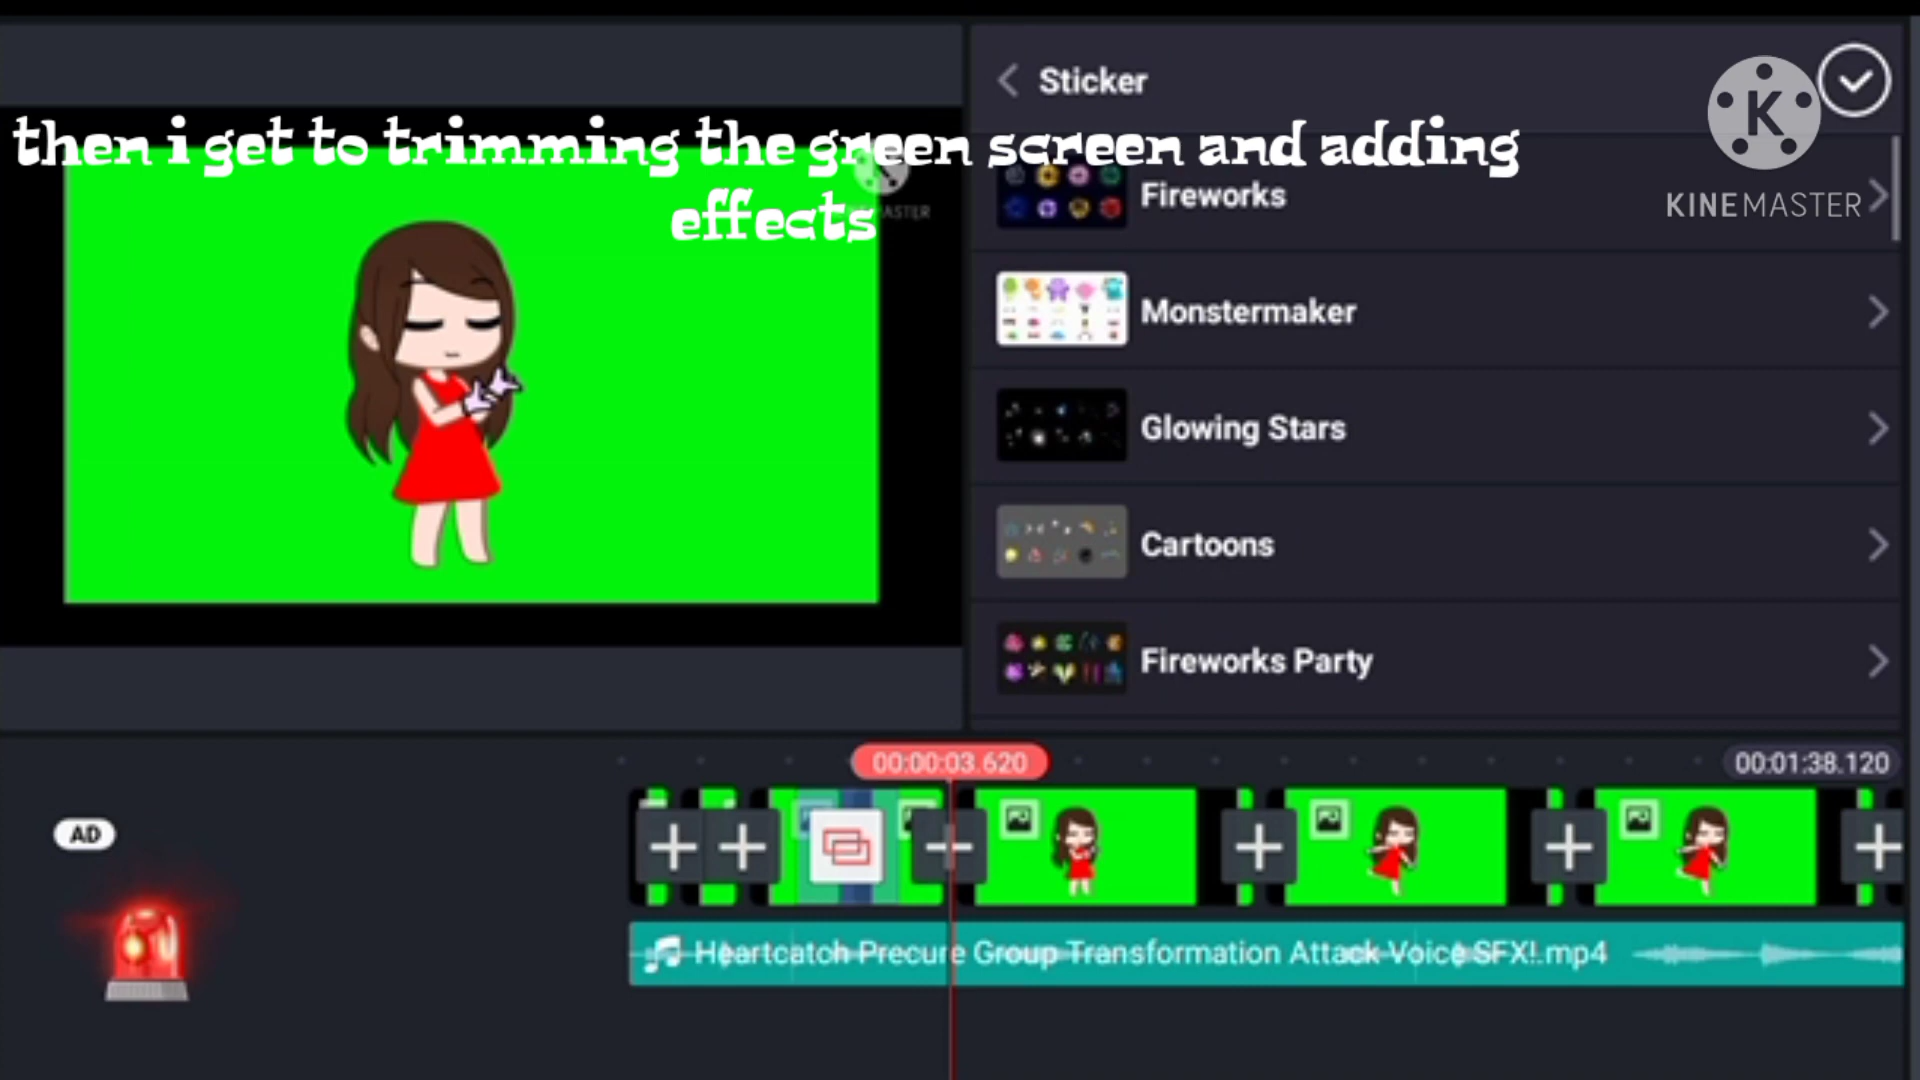 Sticker
then i get to trimming the green screen and adding
effects
Fireworks
KINEMASTER
Monstermaker
Glowing Stars
Cartoons
Fireworks Party
00:00:03.620
00:01:38.120
AD
Heartcatch Precure Group Transformation Attack Voice SFX!.mp4